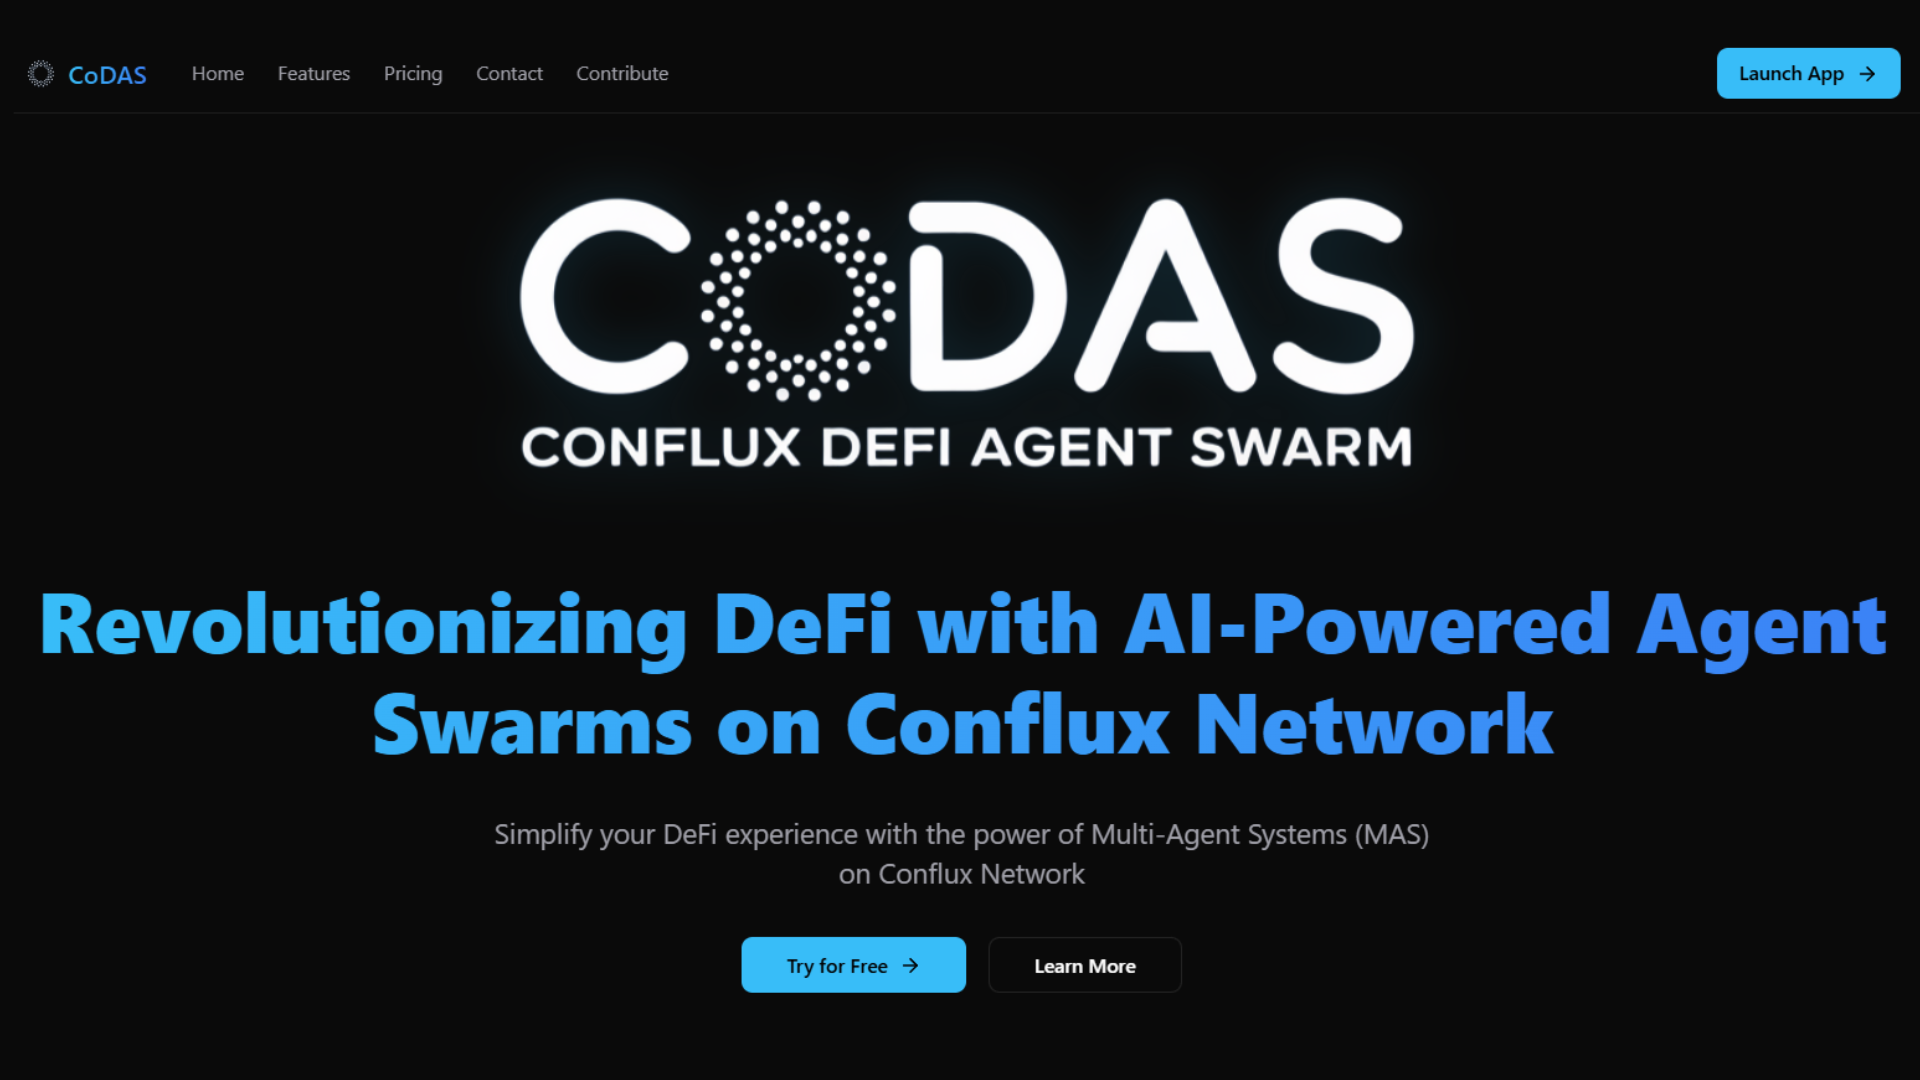 CoDAS
Home
Features
Pricing
Contact
Contribute
Launch App
CODAS
CONFLUX DEFI AGENT SWARM
Revolutionizing DeFi with AI-Powered Agent
Swarms on Conflux Network
Simplify your DeFi experience with the power of Multi-Agent Systems (MAS)
on Conflux Network
Try for Free
Learn More